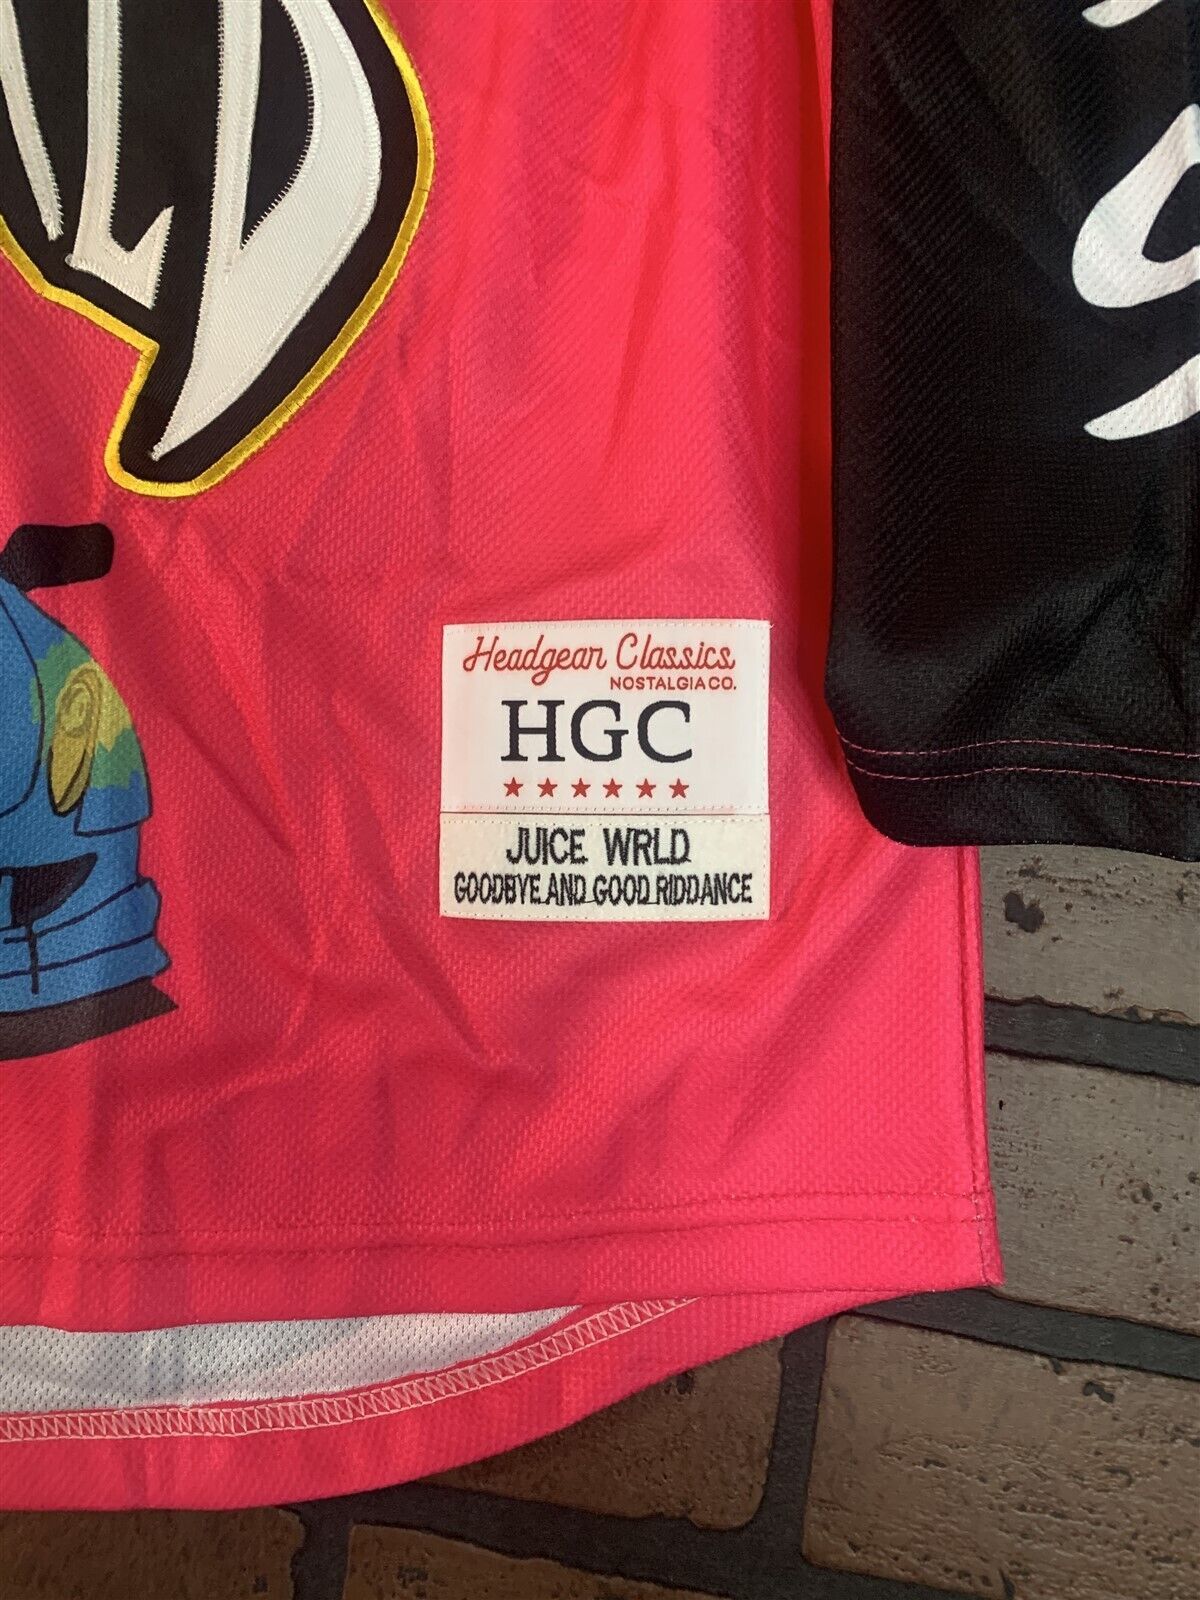 Headgear Classics
NOSTALGIA CO.
HGC
JUICE WRLD
GOODBYE AND GOOD RIDDANCE